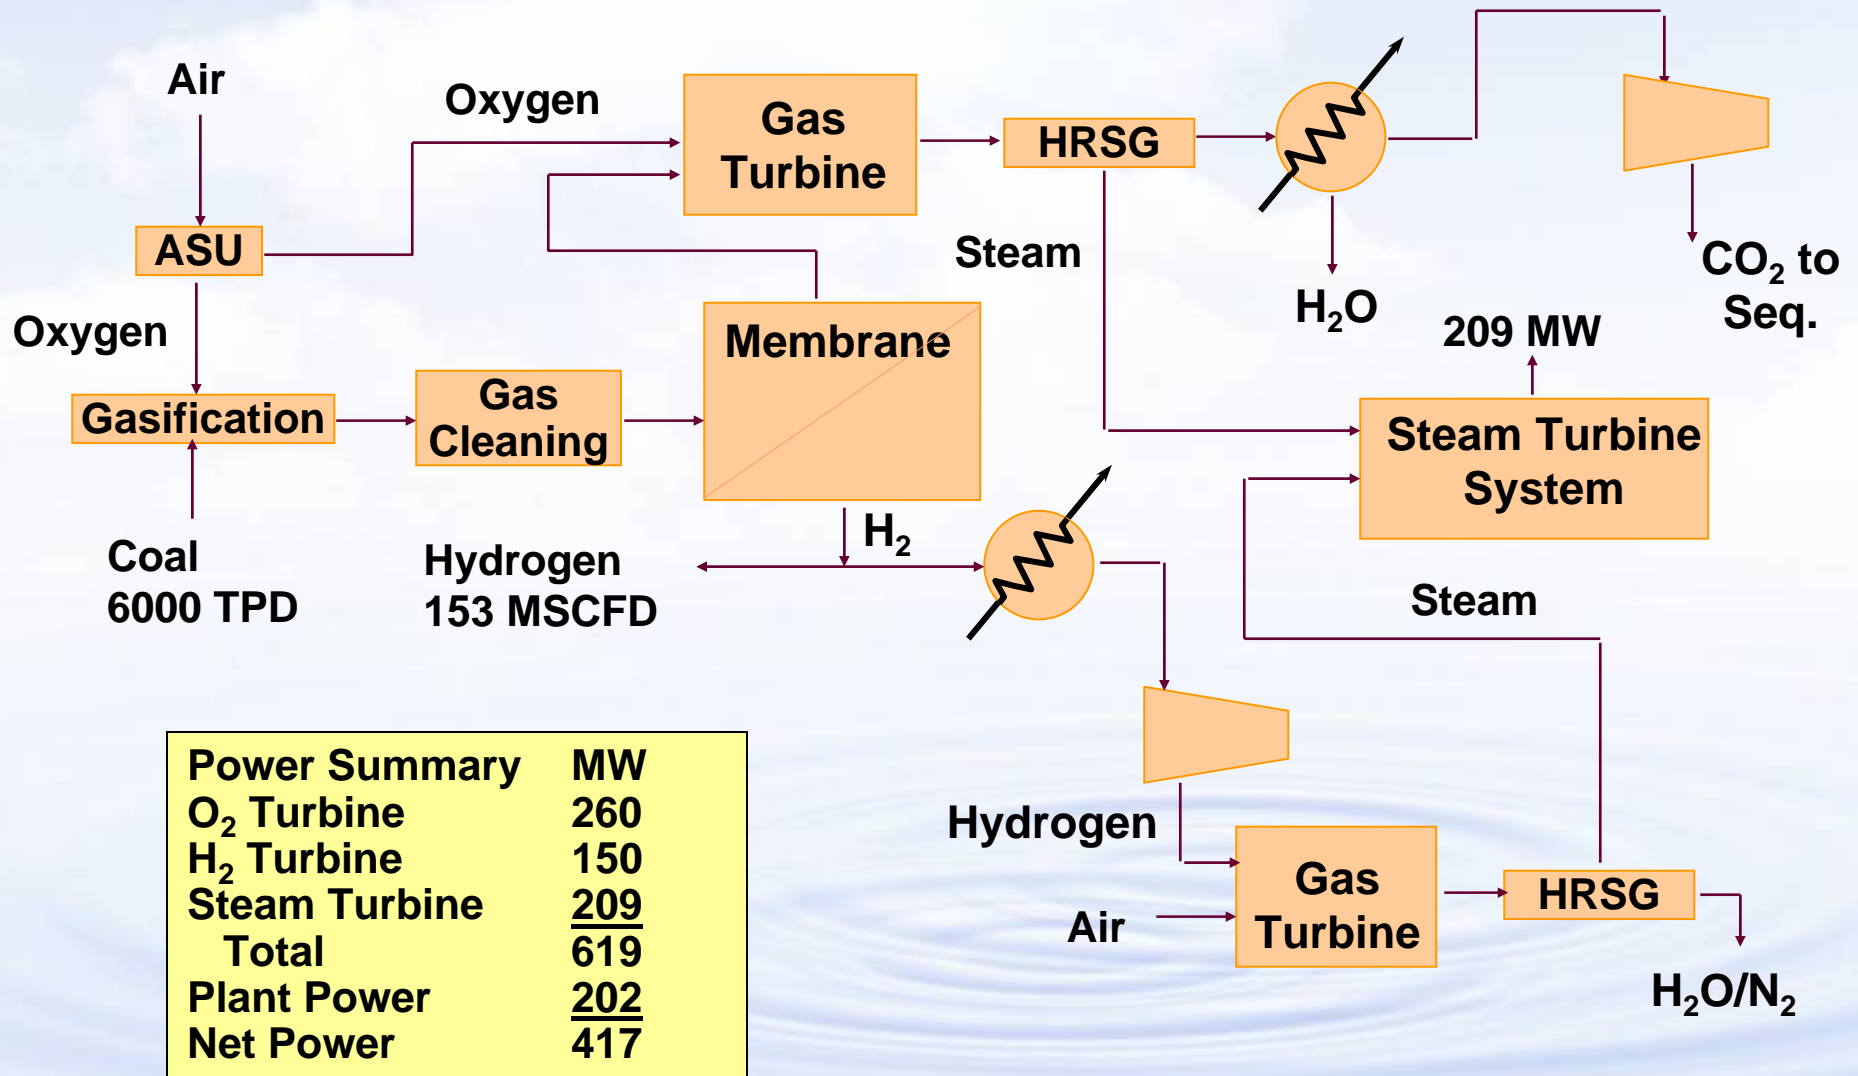 Air
Oxygen
Gas
Turbine
HRSG
ASU
Steam
CO₂ to
Seq.
H₂O
209 MW
Oxygen
Membrane
Gasification
Gas
Cleaning
Steam Turbine
System
H₂
Coal
6000 TPD
Hydrogen
153 MSCFD
Steam
Hydrogen
Air
Gas
Turbine
HRSG
H₂O/N₂
Power Summary MW
O₂ Turbine 260
H₂ Turbine 150
Steam Turbine 209
Total 619
Plant Power 202
Net Power 417